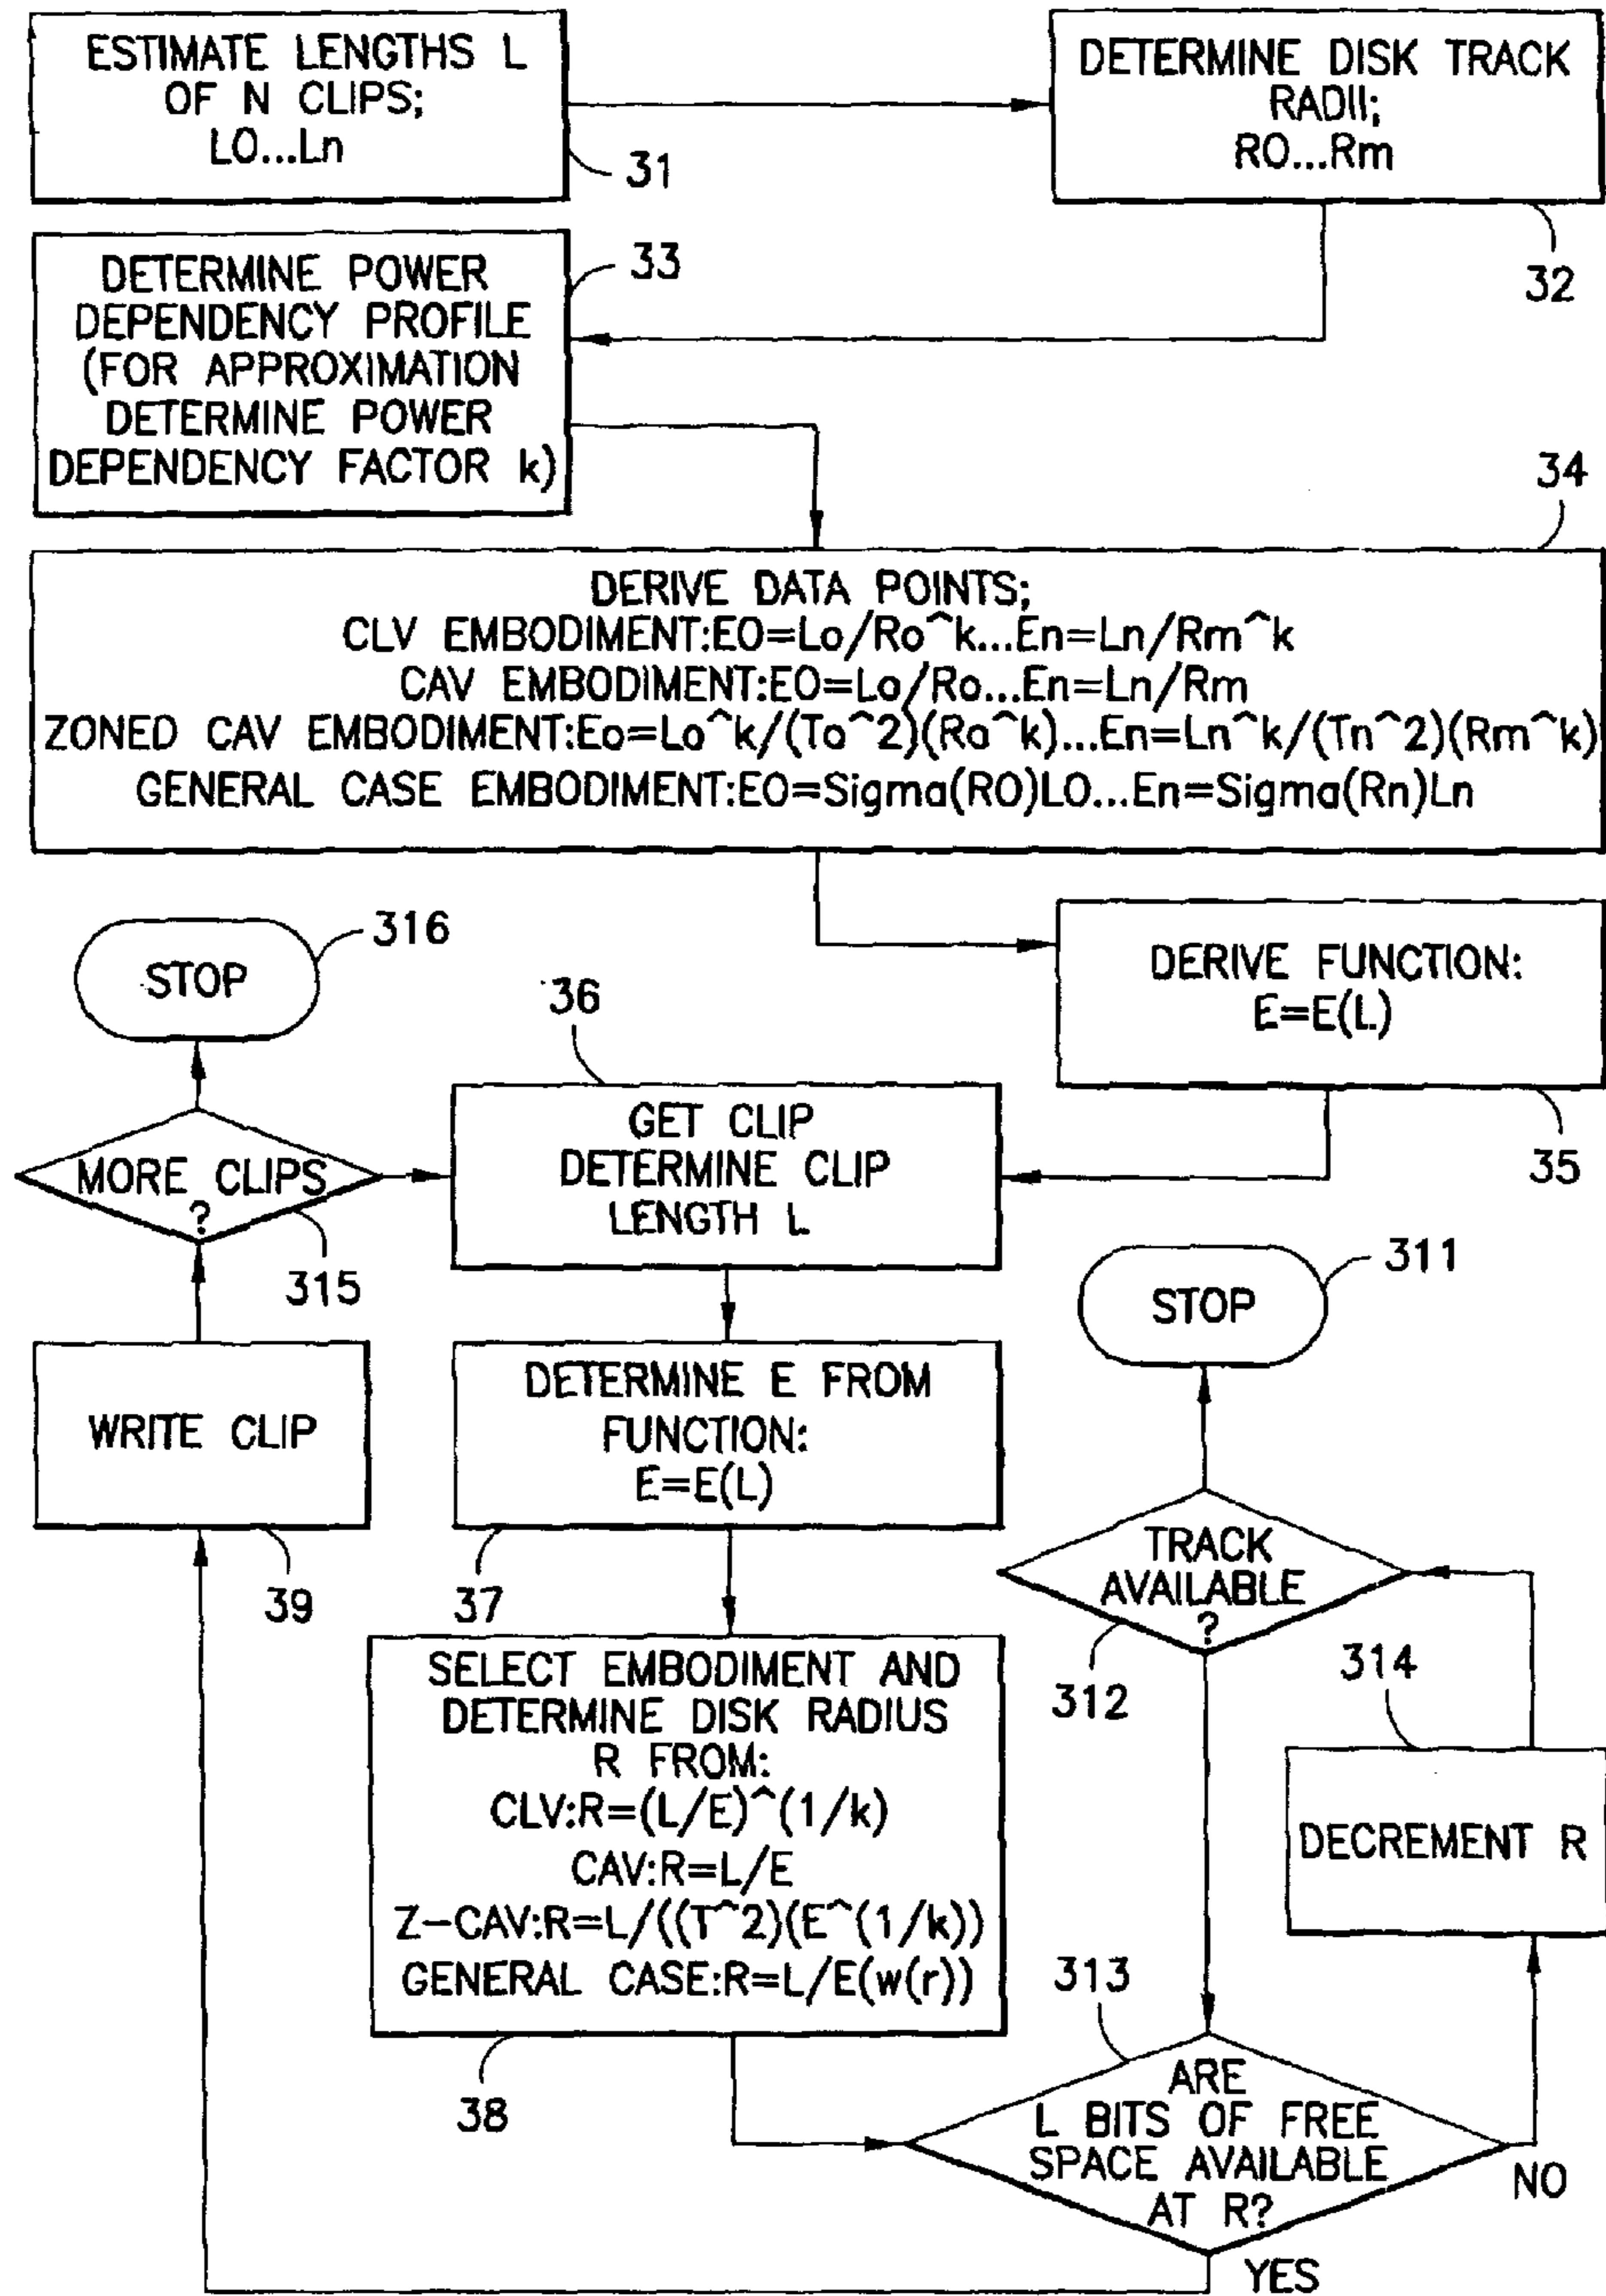 ESTIMATE LENGTHS L
OF N CLIPS;
LO...Ln
31
DETERMINE DISK TRACK
RADII;
RO...Rm
32
DETERMINE POWER
DEPENDENCY PROFILE
(FOR APPROXIMATION
DETERMINE POWER
DEPENDENCY FACTOR k)
33
34
DERIVE DATA POINTS;
CLV EMBODIMENT:EO=Lo/Ro^k...En=Ln/Rm^k
CAV EMBODIMENT:EO=Lo/Ro...En=Ln/Rm
ZONED CAV EMBODIMENT:Eo=Lo^k/(To^2)(Ro^k)...En=Ln^k/(Tn^2)(Rm^k)
GENERAL CASE EMBODIMENT:EO=Sigma(RO)LO...En=Sigma(Rn)Ln
DERIVE FUNCTION:
E=E(L)
35
STOP
316
36
GET CLIP
DETERMINE CLIP
LENGTH L
MORE CLIPS
?
315
STOP
311
WRITE CLIP
39
DETERMINE E FROM
FUNCTION:
E=E(L)
37
TRACK
AVAILABLE
?
312
314
DECREMENT R
SELECT EMBODIMENT AND
DETERMINE DISK RADIUS
R FROM:
CLV:R=(L/E)^(1/k)
CAV:R=L/E
Z-CAV:R=L/((T^2)(E^(1/k))
GENERAL CASE:R=L/E(w(r))
38
313
ARE
L BITS OF FREE
SPACE AVAILABLE
AT R?
NO
YES